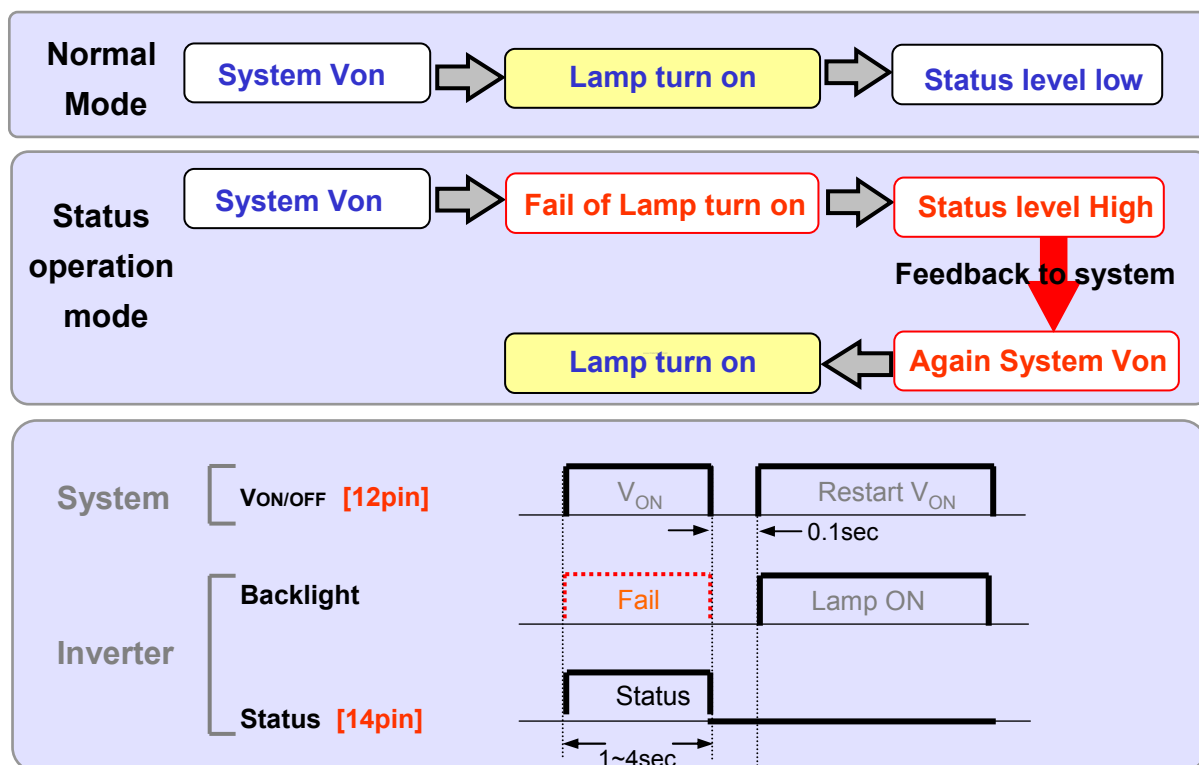 Normal
Mode
System Von
Lamp turn on
Status level low
Status
operation
mode
System Von
Fail of Lamp turn on
Status level High
Feedback to system
Lamp turn on
Again System Von
System
VON/OFF [12pin]
VON
Restart VON
0.1sec
Inverter
Backlight
Fail
Lamp ON
Status [14pin]
Status
1~4sec